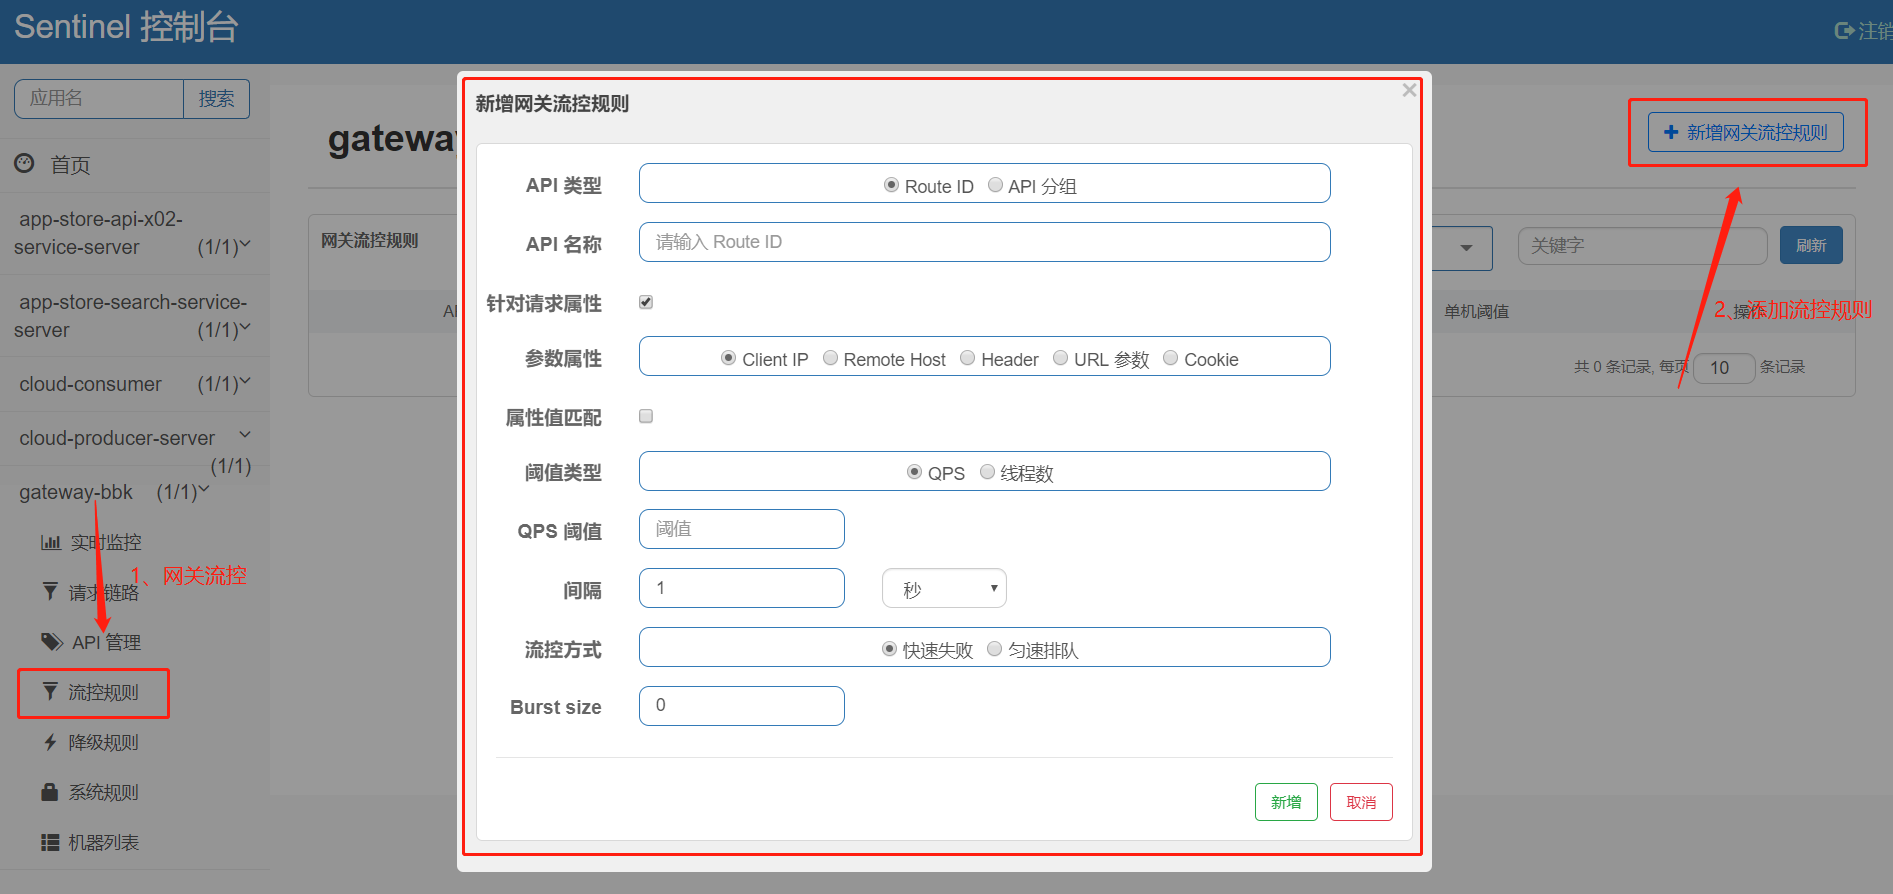 Sentinel 控制台
注销
应用名
搜索
首页
app-store-api-x02-
service-server (1/1)
app-store-search-service-
server (1/1)
cloud-consumer (1/1)
cloud-producer-server
(1/1)
gateway-bbk (1/1)
实时监控
1、网关流控
请求链路
API 管理
流控规则
降级规则
系统规则
机器列表
网关流控规则
新增网关流控规则
×
API 类型
Route ID
API 分组
API 名称
请输入 Route ID
针对请求属性
参数属性
Client IP
Remote Host
Header
URL 参数
Cookie
属性值匹配
阈值类型
QPS
线程数
QPS 阈值
阈值
间隔
1
秒
流控方式
快速失败
匀速排队
Burst size
0
新增
取消
+ 新增网关流控规则
关键字
刷新
单机阈值
操作
2、添加流控规则
共 0 条记录, 每页 10 条记录